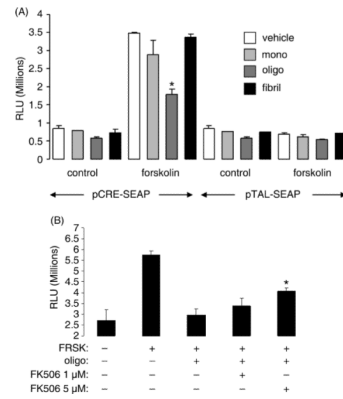 (A)
4
3.5
3
2.5
2
1.5
1
0.5
0
RLU (Millions)
vehicle
mono
oligo
fibril
*
control forskolin control forskolin
pCRE-SEAP pTAL-SEAP
(B)
7
6.5
6
5.5
5
4.5
4
3.5
3
2.5
2
RLU (Millions)
*
FRSK: – + + + +
oligo: – – + + +
FK506 1 µM: – – – + –
FK506 5 µM: – – – – +